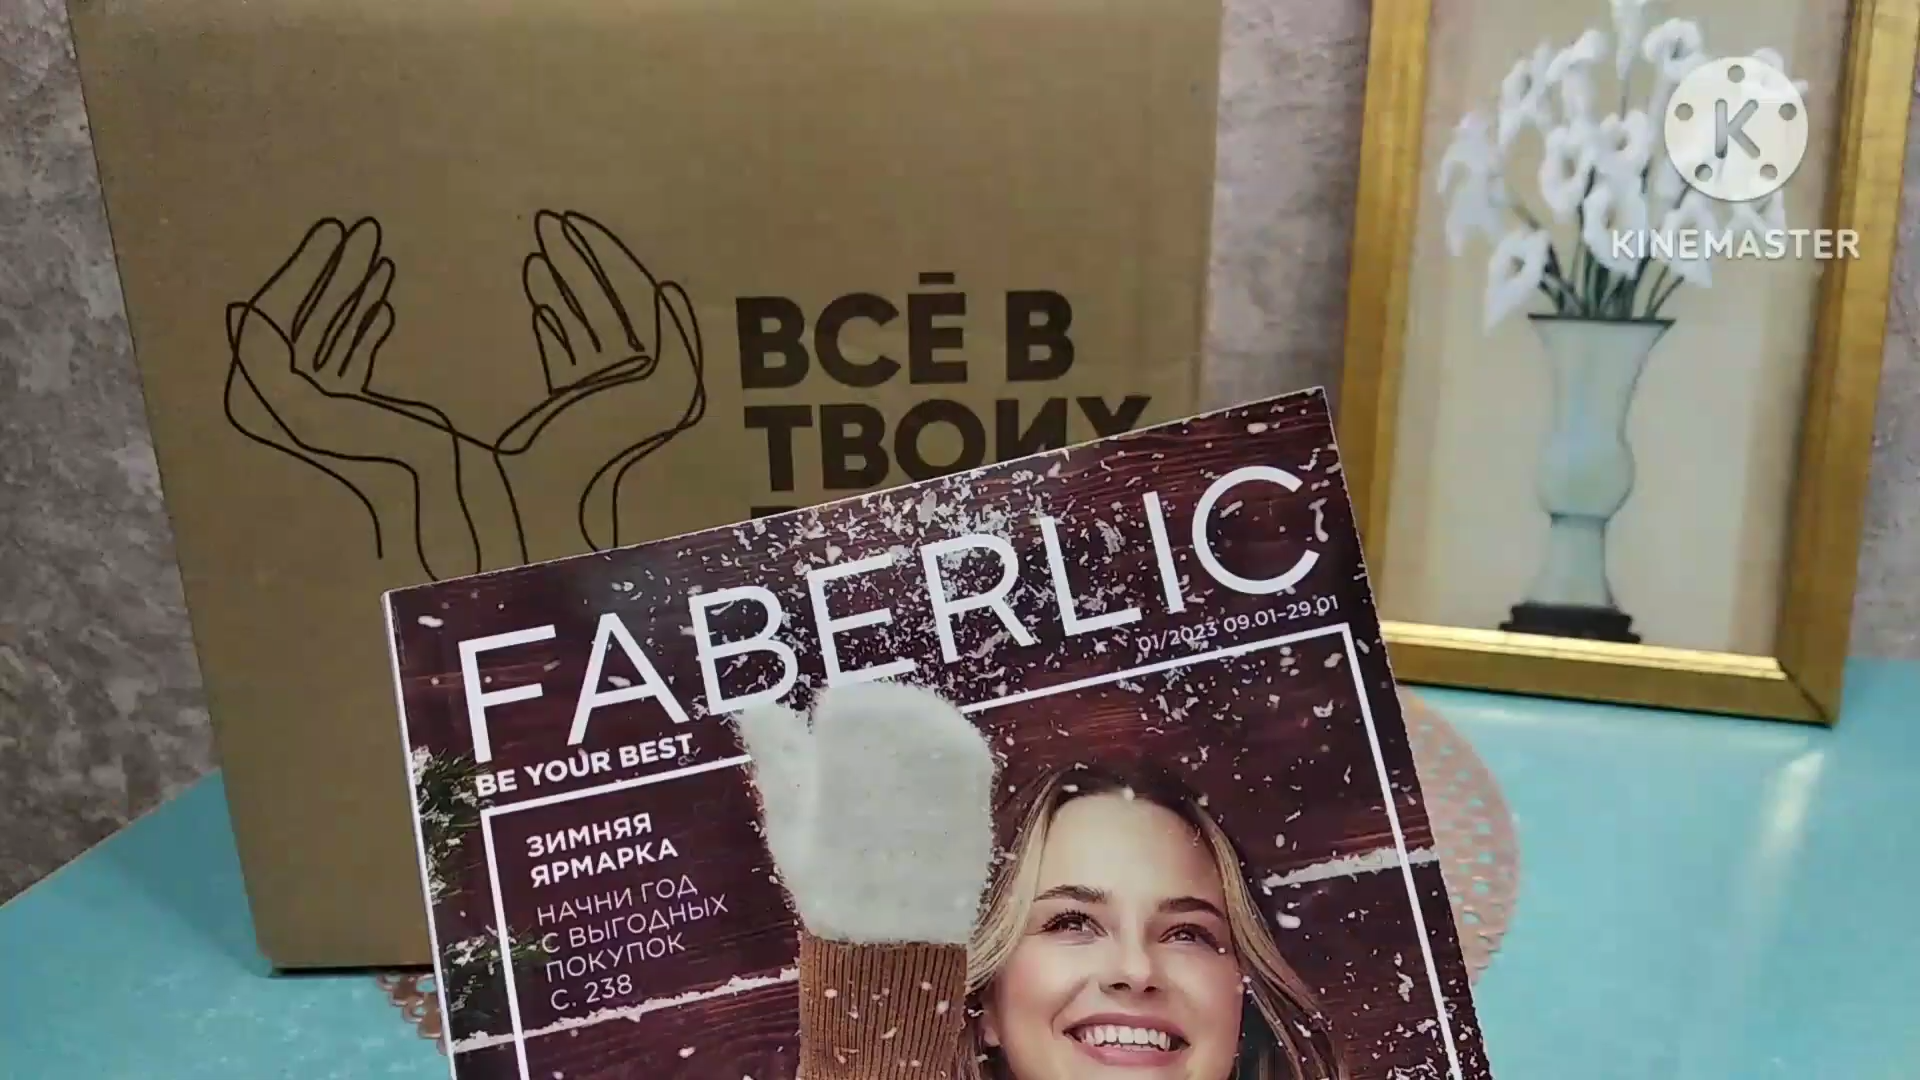 KINEMASTER
ВСЁ В
ТВОИХ
FABERLIC
01/2023 09.01-29.01
BE YOUR BEST
ЗИМНЯЯ
ЯРМАРКА
НАЧНИ ГОД
С ВЫГОДНЫХ
ПОКУПОК
С. 238